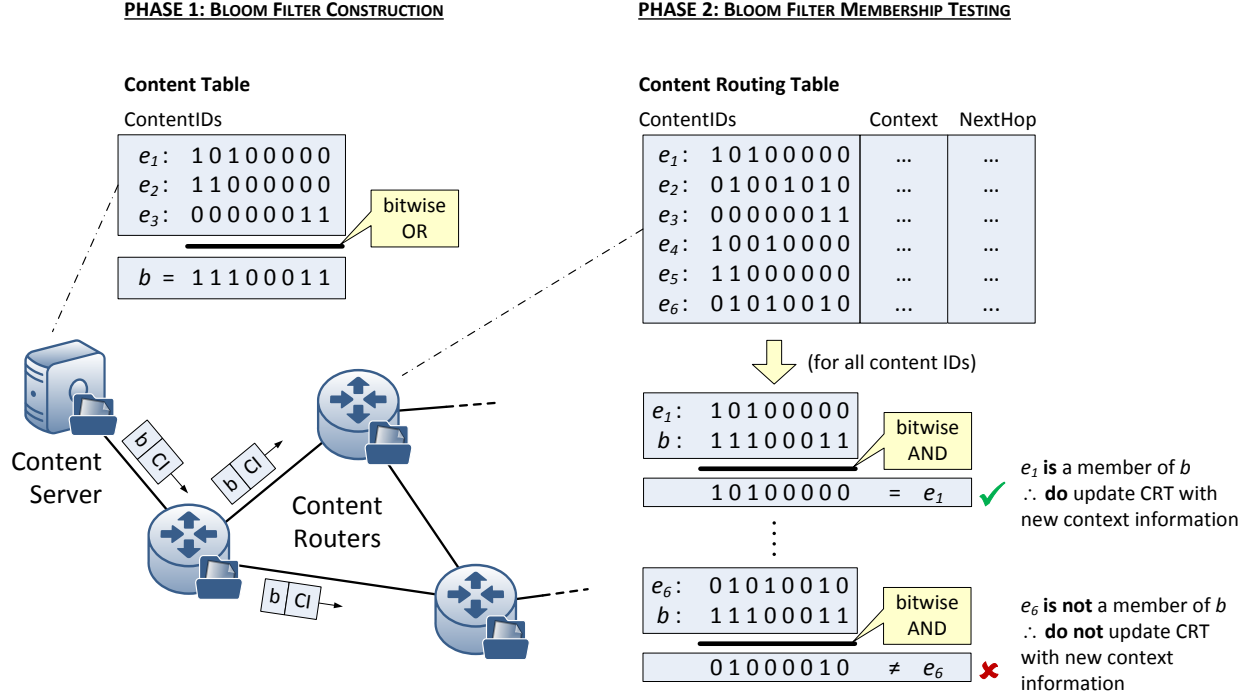 PHASE 1: BLOOM FILTER CONSTRUCTION
Content Table
ContentIDs
e1: 10100000
e2: 11000000
e3: 00000011
bitwise
OR
b = 11100011
b CI
b CI
b CI
Content
Server
Content
Routers
PHASE 2: BLOOM FILTER MEMBERSHIP TESTING
Content Routing Table
ContentIDs Context NextHop
e1: 10100000 ... ...
e2: 01001010 ... ...
e3: 00000011 ... ...
e4: 10010000 ... ...
e5: 11000000 ... ...
e6: 01010010 ... ...
(for all content IDs)
e1: 10100000
b: 11100011
bitwise
AND
10100000 = e1
e1 is a member of b
∴ do update CRT with
new context information
e6: 01010010
b: 11100011
bitwise
AND
01000010 ≠ e6
e6 is not a member of b
∴ do not update CRT
with new context
information